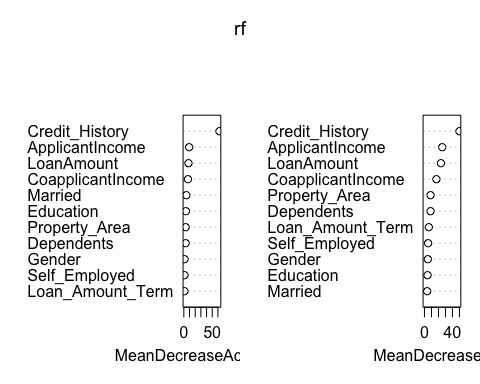 rf
Credit_History
ApplicantIncome
LoanAmount
CoapplicantIncome
Married
Education
Property_Area
Dependents
Gender
Self_Employed
Loan_Amount_Term
0 50
MeanDecreaseAc
Credit_History
ApplicantIncome
LoanAmount
CoapplicantIncome
Property_Area
Dependents
Loan_Amount_Term
Self_Employed
Gender
Education
Married
0 40
MeanDecrease